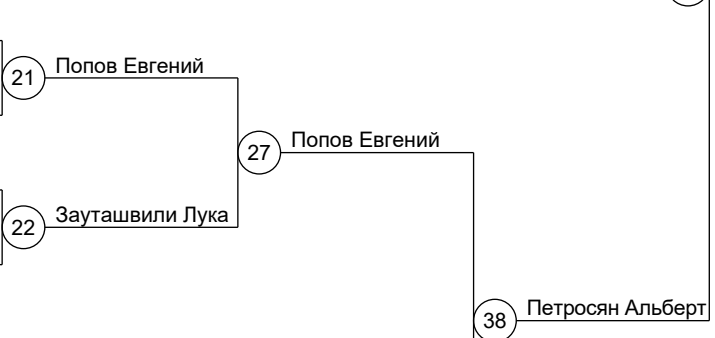 21 Попов Евгений
27 Попов Евгений
22 Зауташвили Лука
38 Петросян Альберт